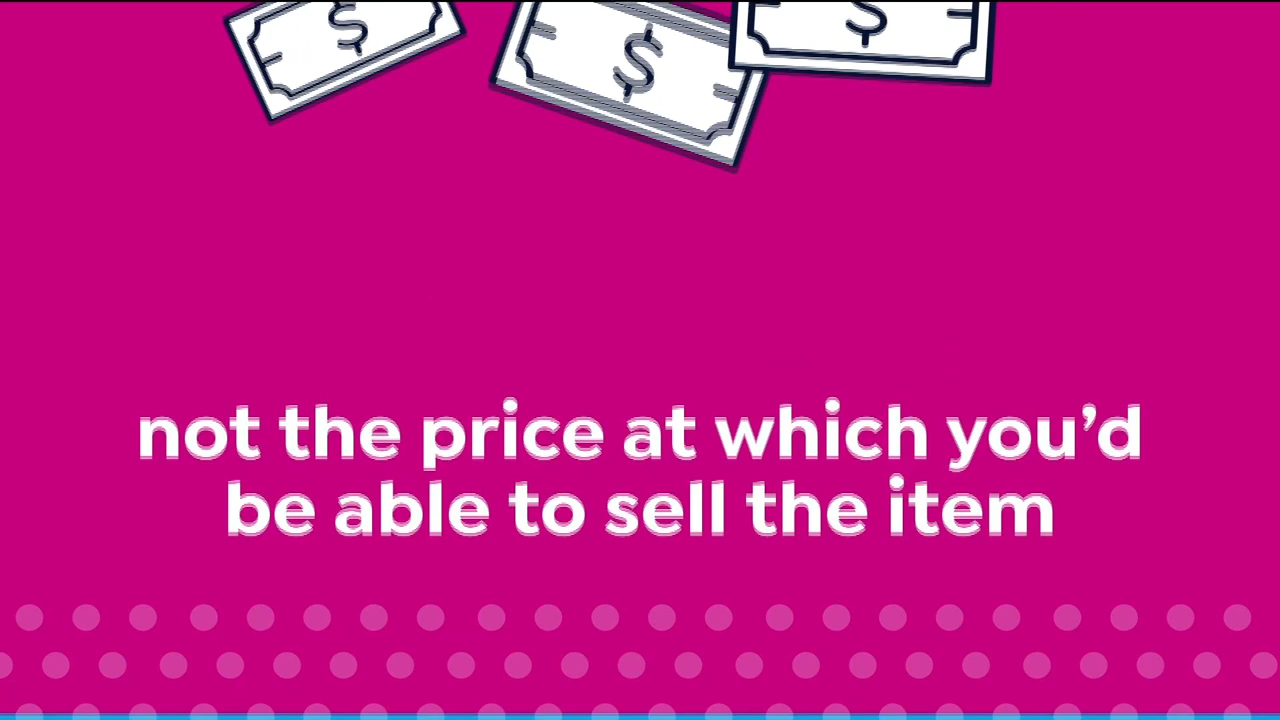 $ $ $
not the price at which you’d
be able to sell the item